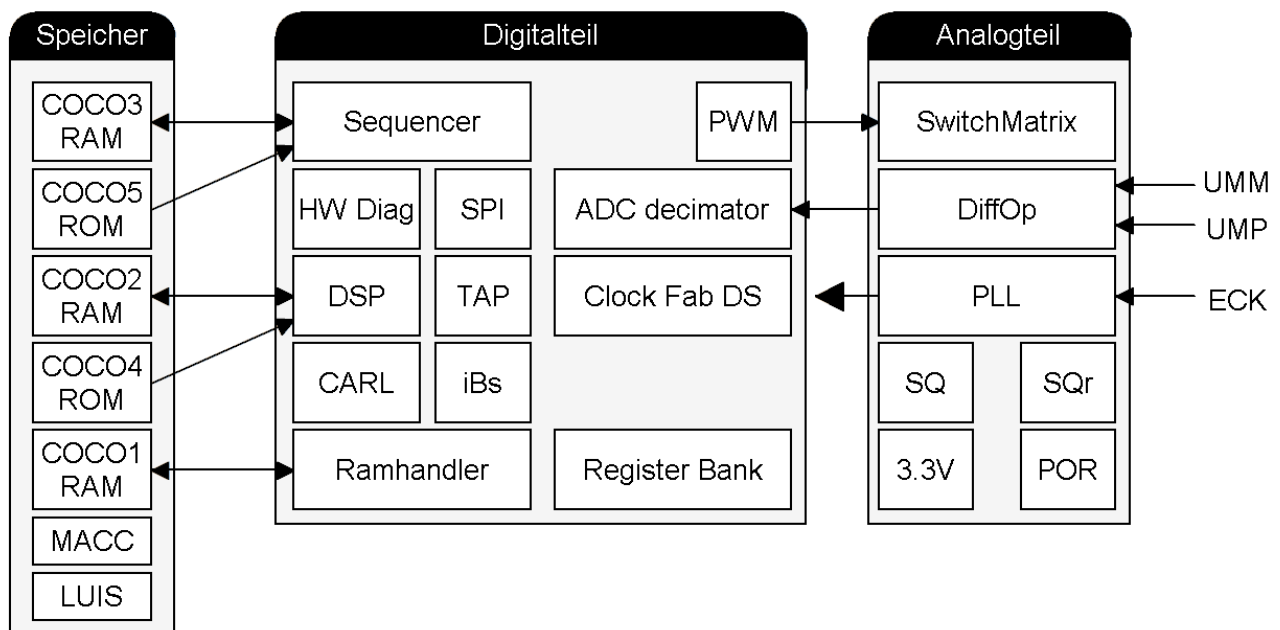 Speicher
COCO3
RAM
COCO5
ROM
COCO2
RAM
COCO4
ROM
COCO1
RAM
MACC
LUIS
Digitalteil
Sequencer
PWM
HW Diag
SPI
ADC decimator
DSP
TAP
Clock Fab DS
CARL
iBs
Ramhandler
Register Bank
Analogteil
SwitchMatrix
DiffOp
PLL
SQ
SQr
3.3V
POR
UMM
UMP
ECK